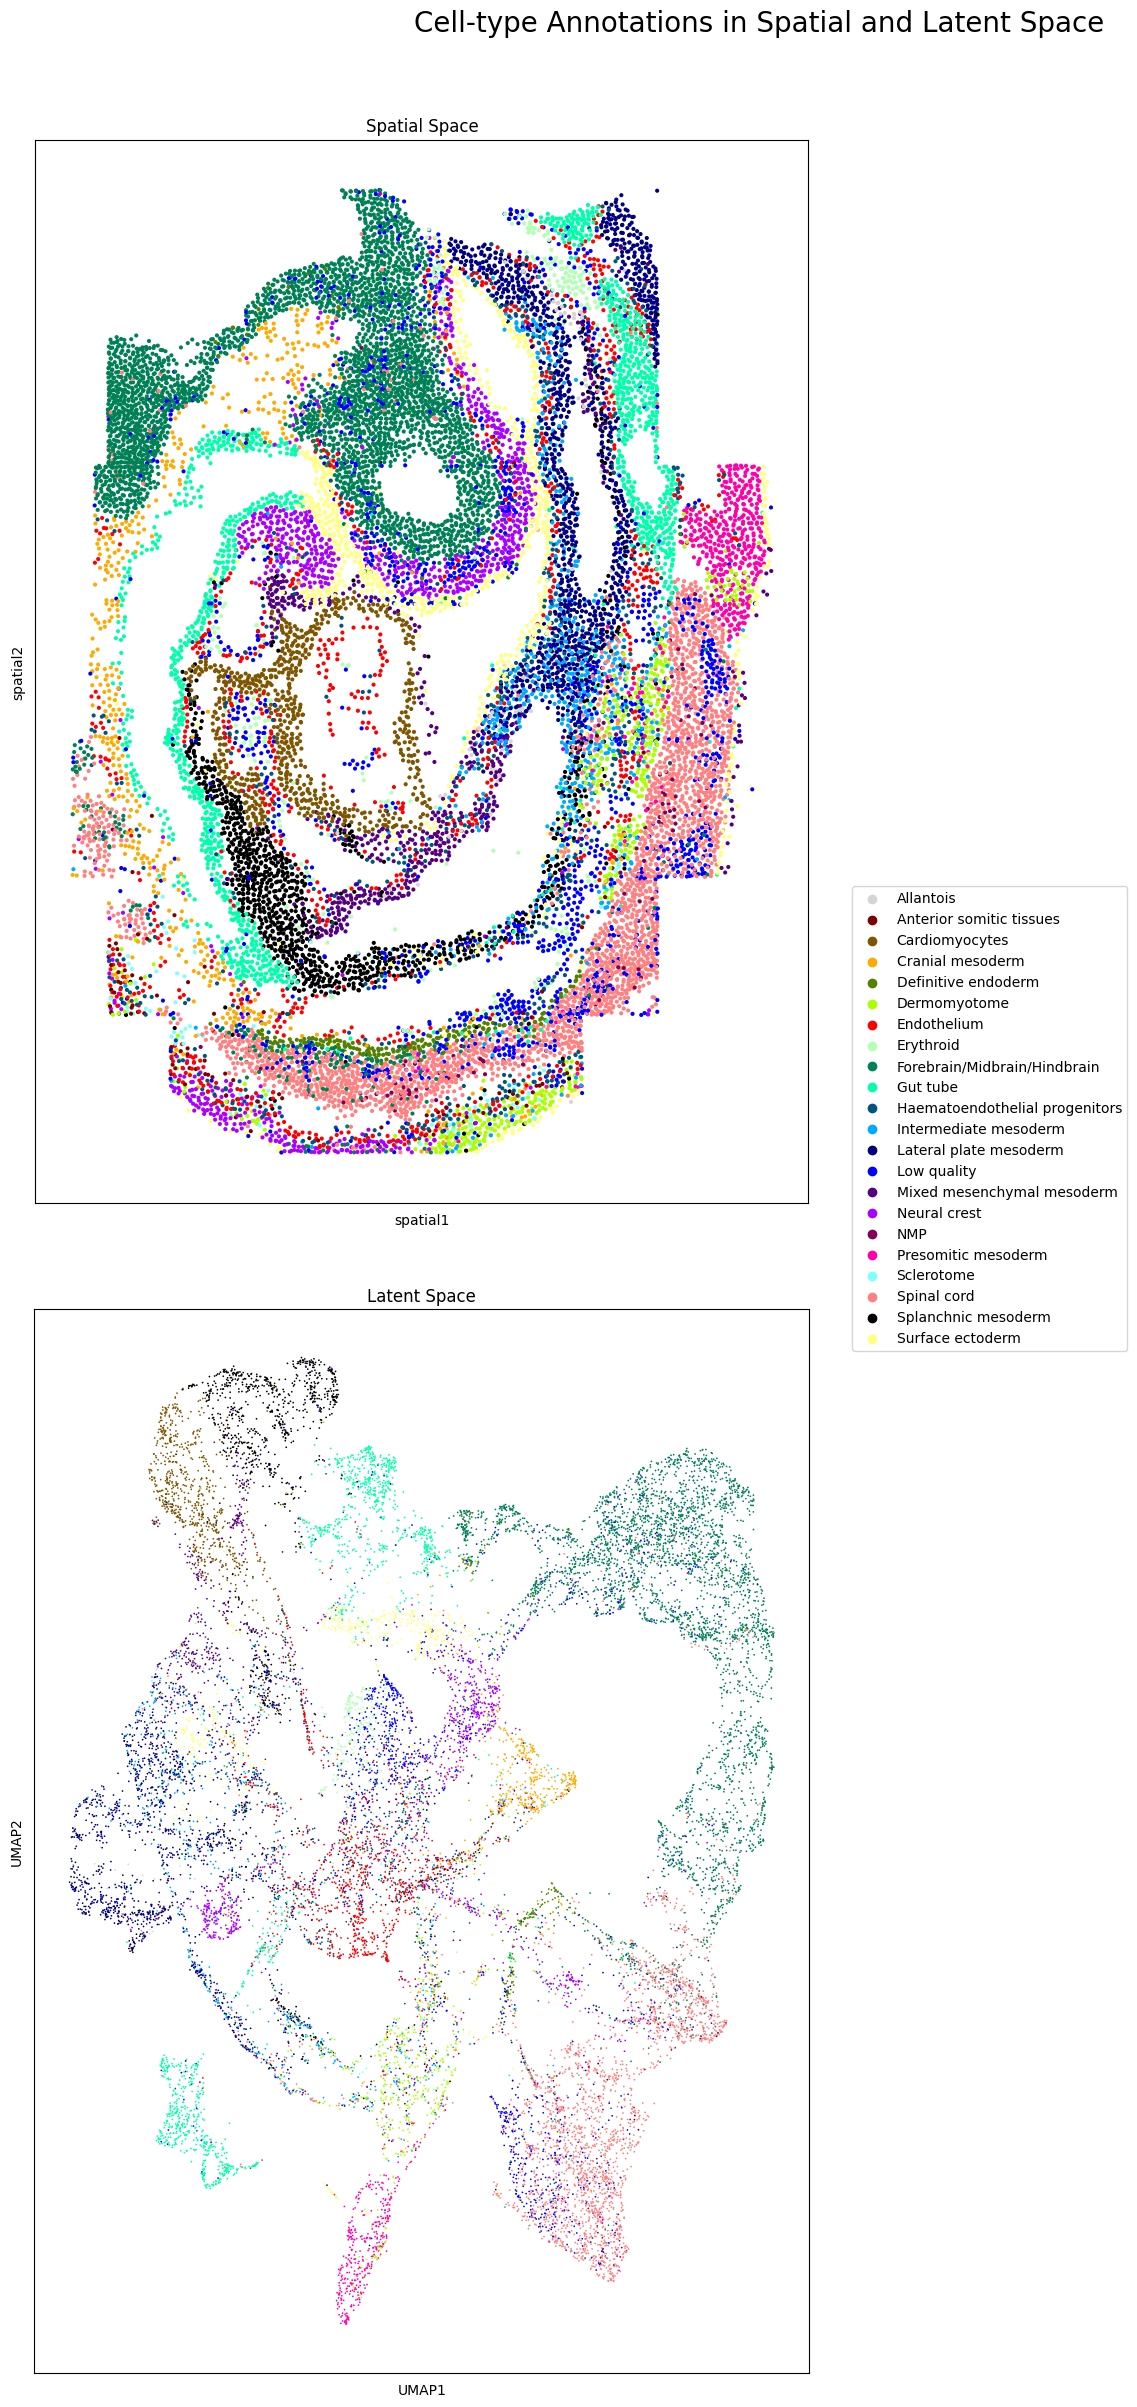 Cell-type Annotations in Spatial and Latent Space
Spatial Space
spatial2
spatial1
Allantois
Anterior somitic tissues
Cardiomyocytes
Cranial mesoderm
Definitive endoderm
Dermomyotome
Endothelium
Erythroid
Forebrain/Midbrain/Hindbrain
Gut tube
Haematoendothelial progenitors
Intermediate mesoderm
Lateral plate mesoderm
Low quality
Mixed mesenchymal mesoderm
Neural crest
NMP
Presomitic mesoderm
Sclerotome
Spinal cord
Splanchnic mesoderm
Surface ectoderm
Latent Space
UMAP2
UMAP1